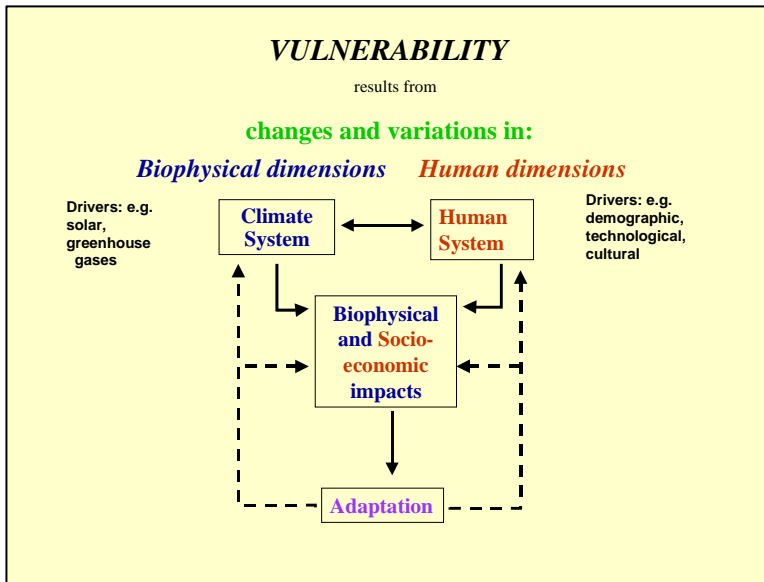 VULNERABILITY
results from
changes and variations in:
Biophysical dimensions Human dimensions
Drivers: e.g.
solar,
greenhouse
gases
Climate
System
Human
System
Drivers: e.g.
demographic,
technological,
cultural
Biophysical
and Socio-
economic
impacts
Adaptation